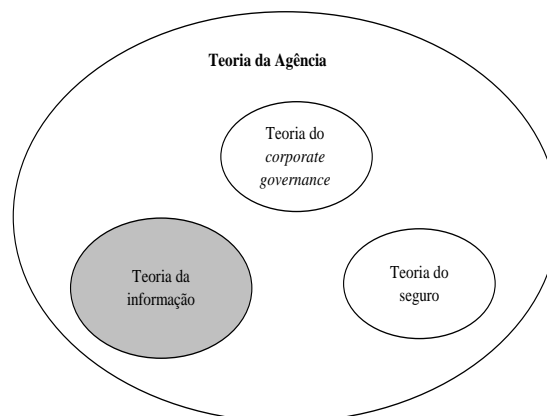 Teoria da Agência
Teoria do
corporate
governance
Teoria da
informação
Teoria do
seguro